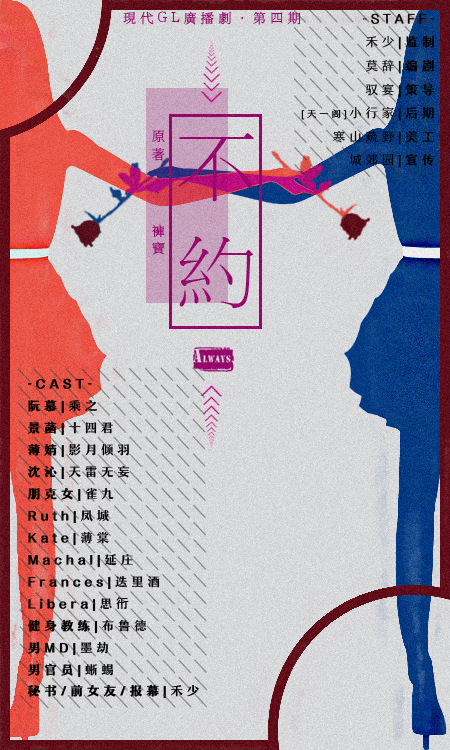 現代GL廣播劇·第四期
-STAFF-
禾少|监制
莫辞|编剧
驭宴|策导
[天一阁]小行家|后期
寒山疏野|美工
城郊园|宣传
原著
褲寶
不約
ALWAYS
-CAST-
阮慕|乘之
景菡|十四君
薄婧|影月倾羽
沈沁|天雷无妄
朋克女|雀九
Ruth|凤城
Kate|薄棠
Machal|延庄
Frances|迭里酒
Libera|思衍
健身教练|布鲁德
男MD|墨劫
男官员|蜥蜴
秘书/前女友/报幕|禾少